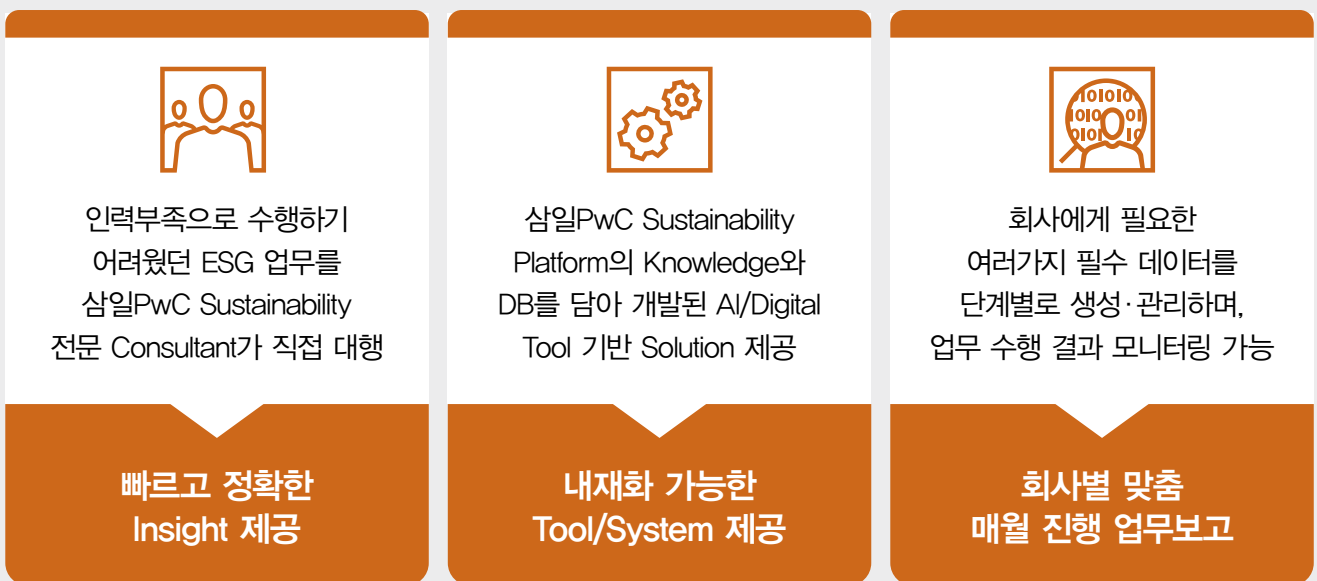 인력부족으로 수행하기
어려웠던 ESG 업무를
삼일PwC Sustainability
전문 Consultant가 직접 대행
빠르고 정확한
Insight 제공
삼일PwC Sustainability
Platform의 Knowledge와
DB를 담아 개발된 AI/Digital
Tool 기반 Solution 제공
내재화 가능한
Tool/System 제공
회사에게 필요한
여러가지 필수 데이터를
단계별로 생성·관리하며,
업무 수행 결과 모니터링 가능
회사별 맞춤
매월 진행 업무보고